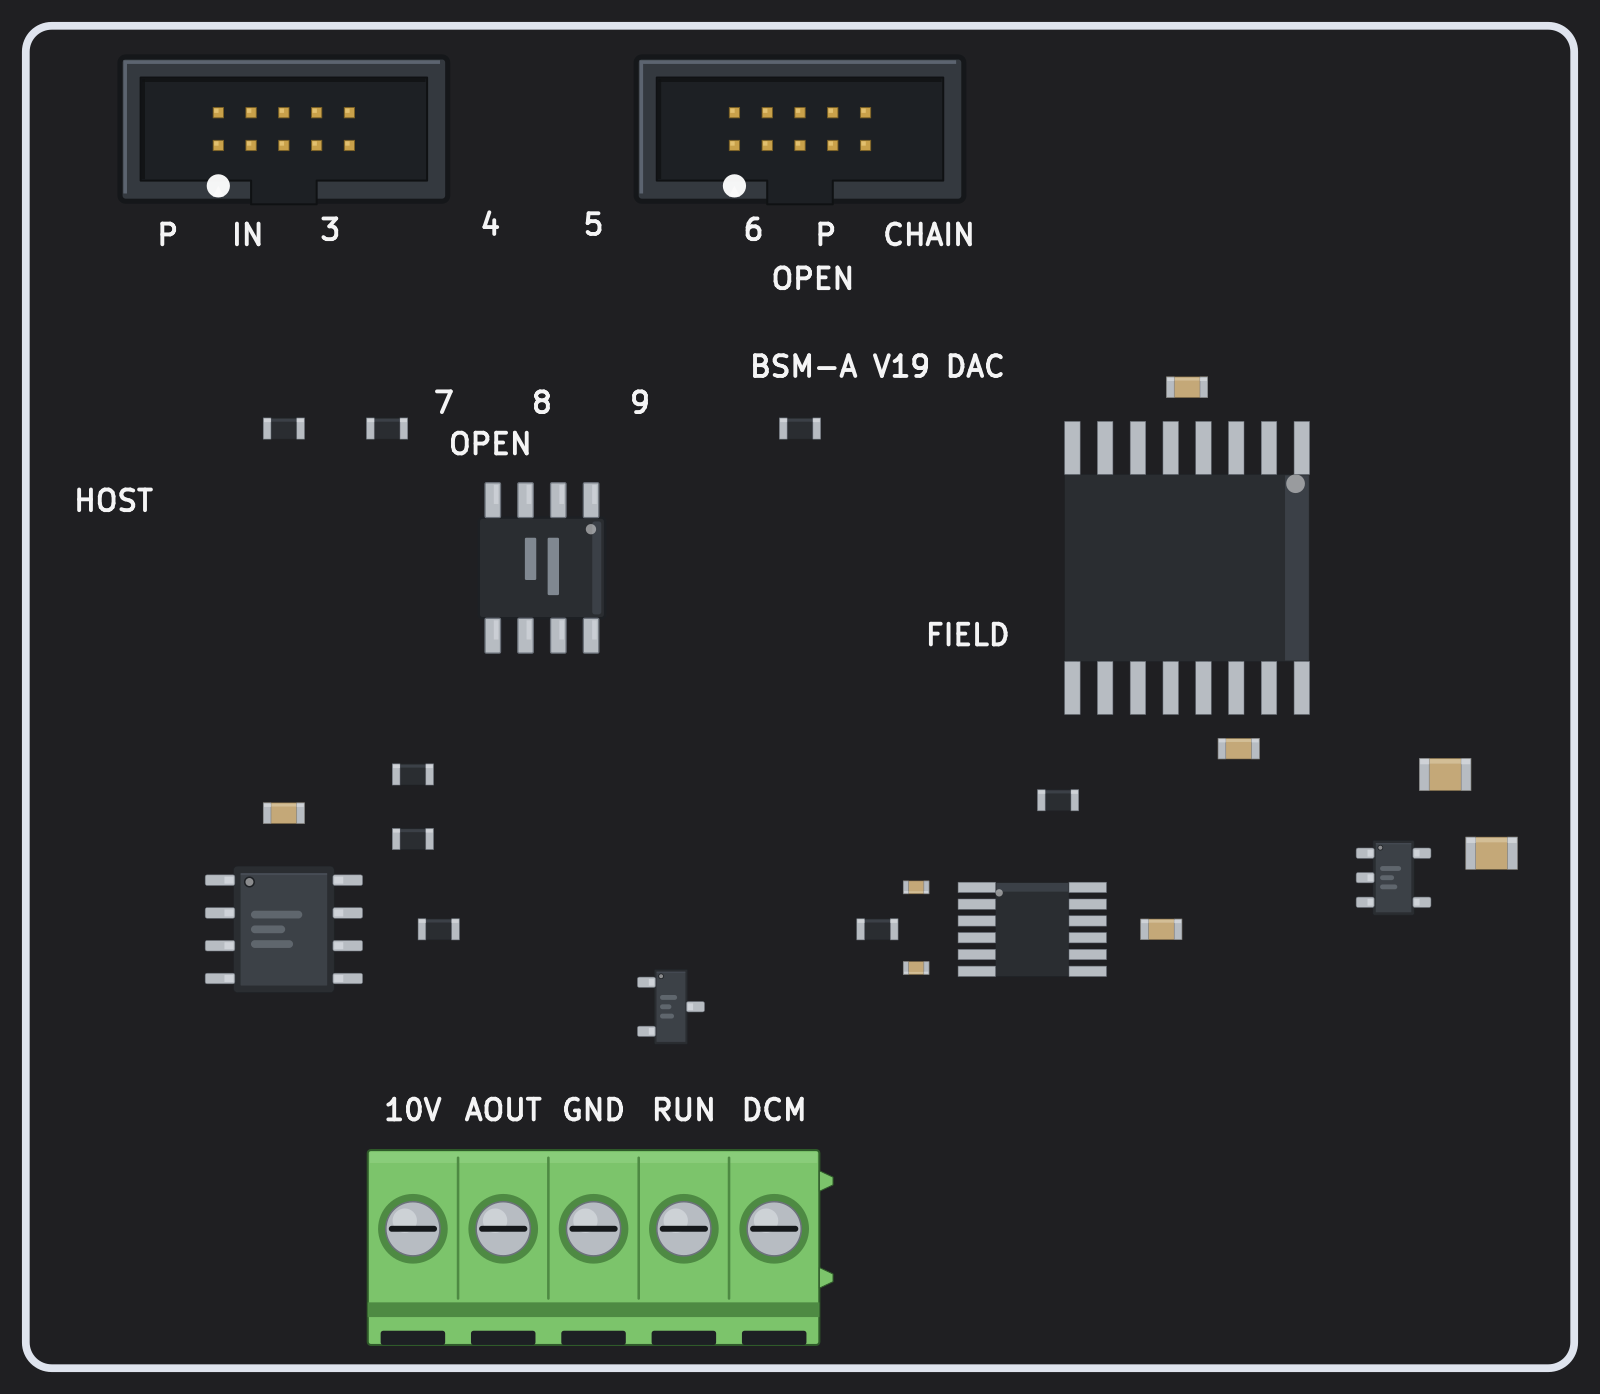 P IN 3 4 5 6 P CHAIN
OPEN
BSM-A V19 DAC
7 8 9
OPEN
HOST
FIELD
10V AOUT GND RUN DCM